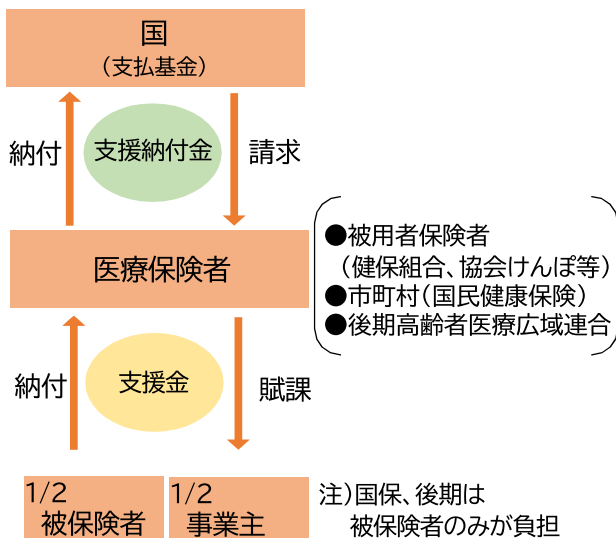 国
（支払基金）
納付
支援納付金
請求
医療保険者
●被用者保険者
（健保組合、協会けんぽ等）
●市町村（国民健康保険）
●後期高齢者医療広域連合
納付
支援金
賦課
1/2
被保険者
1/2
事業主
注）国保、後期は
被保険者のみが負担